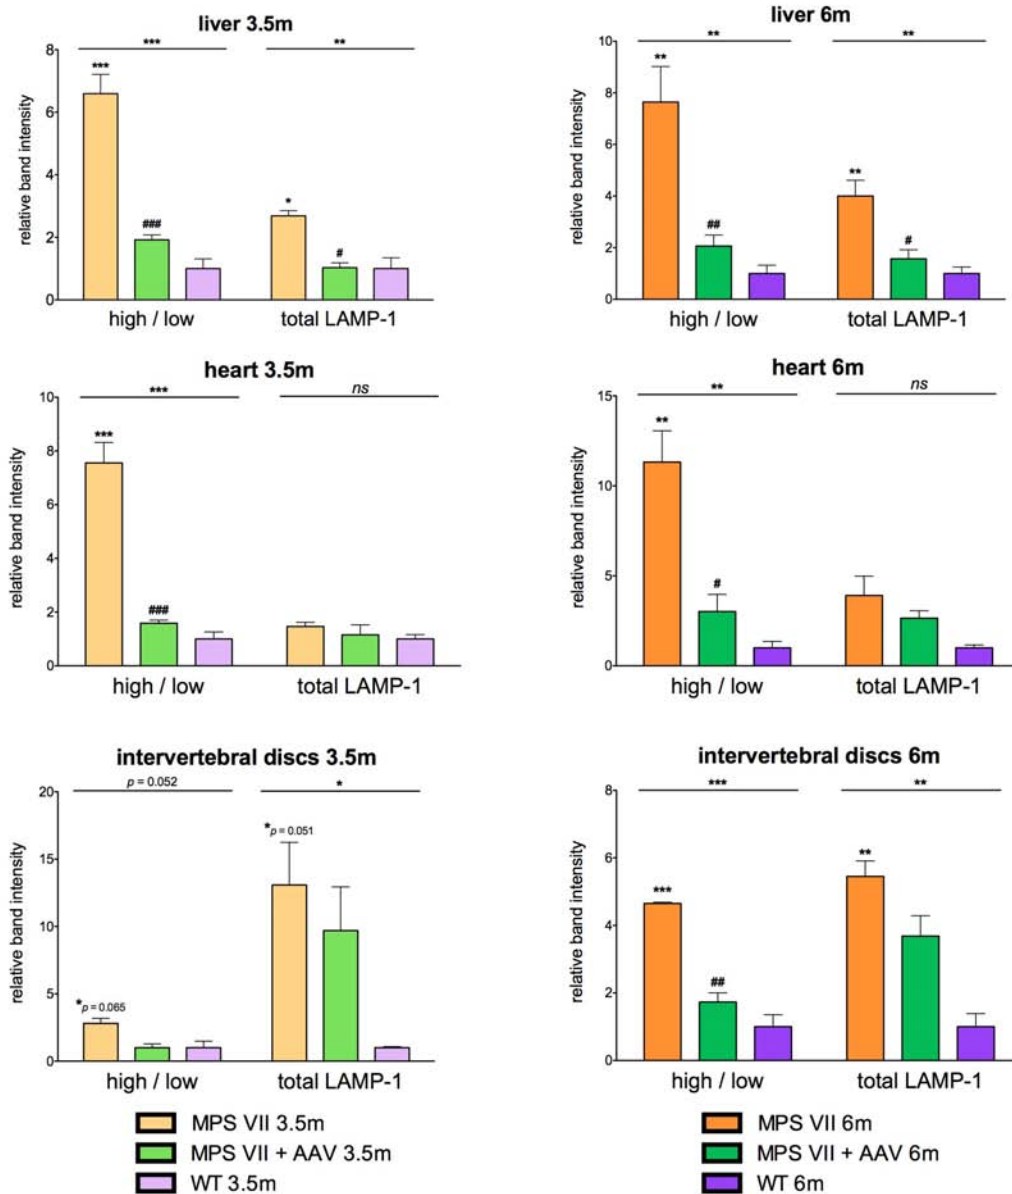 liver 3.5m
*** **
relative band intensity
8
6
4
2
0
***
###
*
#
high / low total LAMP-1
liver 6m
** **
relative band intensity
10
8
6
4
2
0
**
##
**
#
high / low total LAMP-1
heart 3.5m
*** ns
relative band intensity
10
8
6
4
2
0
***
###
high / low total LAMP-1
heart 6m
** ns
relative band intensity
15
10
5
0
**
#
high / low total LAMP-1
intervertebral discs 3.5m
p = 0.052 *
relative band intensity
20
15
10
5
0
*p = 0.065
*p = 0.051
high / low total LAMP-1
intervertebral discs 6m
*** **
relative band intensity
8
6
4
2
0
***
##
**
high / low total LAMP-1
MPS VII 3.5m
MPS VII + AAV 3.5m
WT 3.5m
MPS VII 6m
MPS VII + AAV 6m
WT 6m